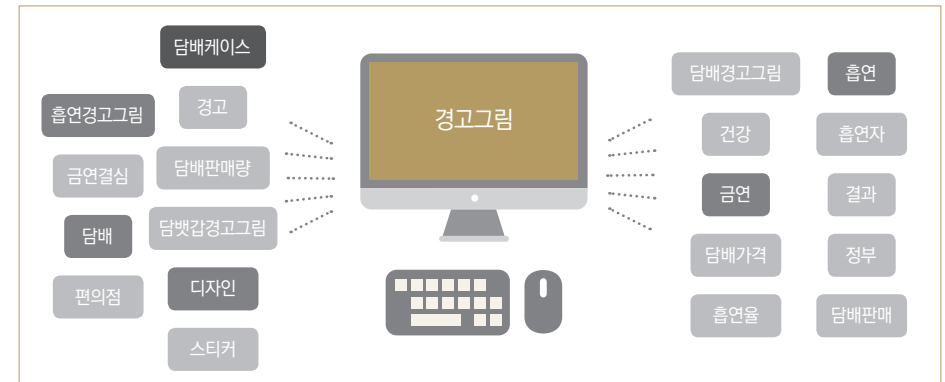 담배케이스
흡연경고그림
경고
금연결심
담배판매량
담배
담뱃갑경고그림
편의점
디자인
스티커
경고그림
담배경고그림
흡연
건강
흡연자
금연
결과
담배가격
정부
흡연율
담배판매